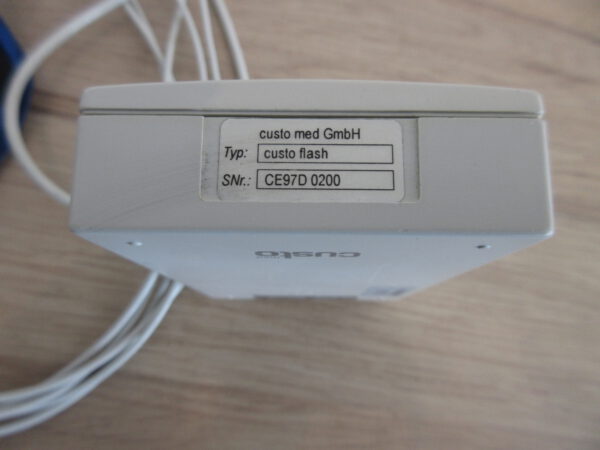 custo med GmbH
Typ: custo flash
SNr.: CE97D 0200
custo